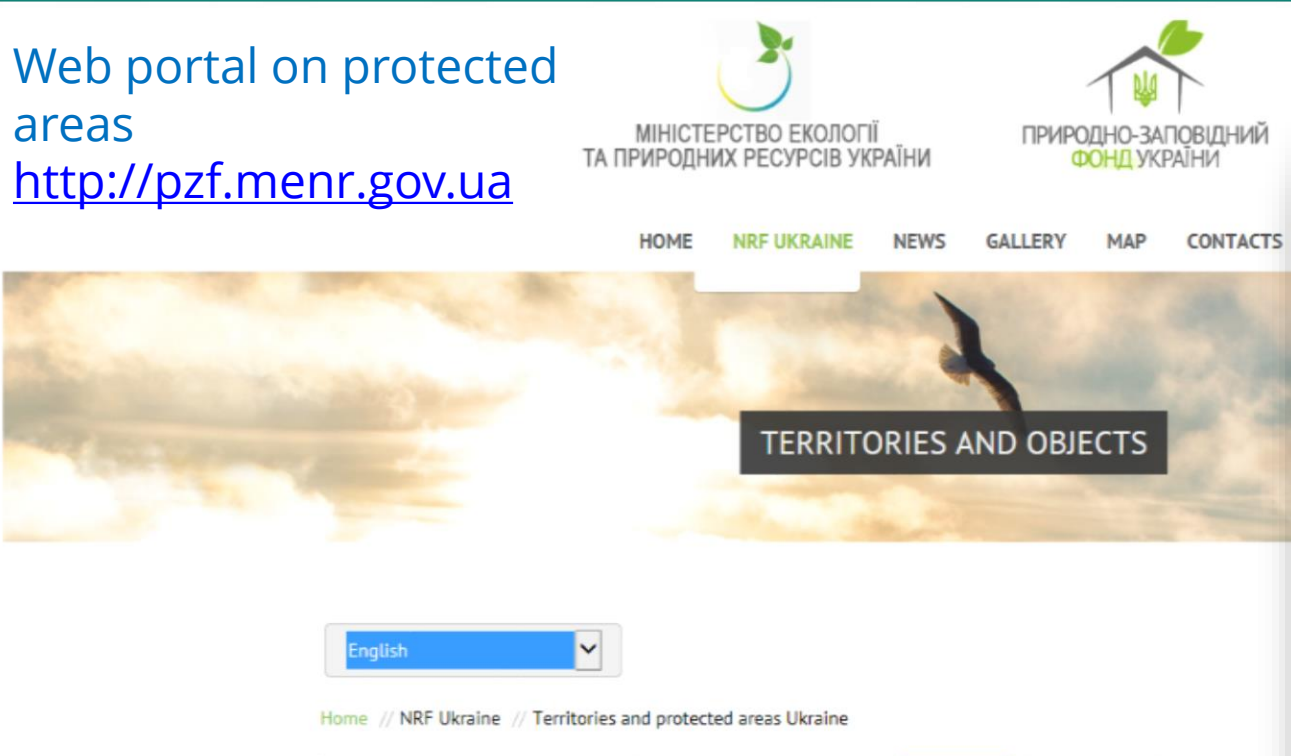 Web portal on protected
areas
http://pzf.menr.gov.ua
МІНІСТЕРСТВО ЕКОЛОГІЇ
ТА ПРИРОДНИХ РЕСУРСІВ УКРАЇНИ
ПРИРОДНО-ЗАПОВІДНИЙ
ФОНД УКРАЇНИ
HOME NRF UKRAINE NEWS GALLERY MAP CONTACTS
TERRITORIES AND OBJECTS
English
Home // NRF Ukraine // Territories and protected areas Ukraine